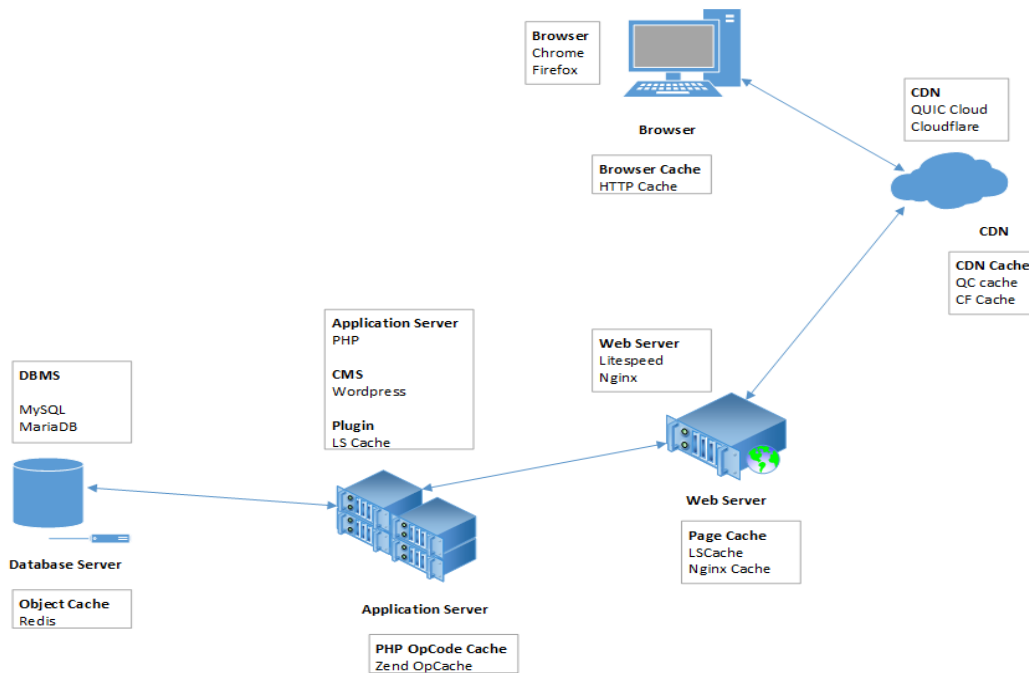 Browser
Chrome
Firefox
Browser
Browser Cache
HTTP Cache
CDN
QUIC Cloud
Cloudflare
CDN
CDN Cache
QC cache
CF Cache
Web Server
Litespeed
Nginx
Web Server
Page Cache
LSCache
Nginx Cache
Application Server
PHP
CMS
Wordpress
Plugin
LS Cache
Application Server
PHP OpCode Cache
Zend OpCache
DBMS
MySQL
MariaDB
Database Server
Object Cache
Redis